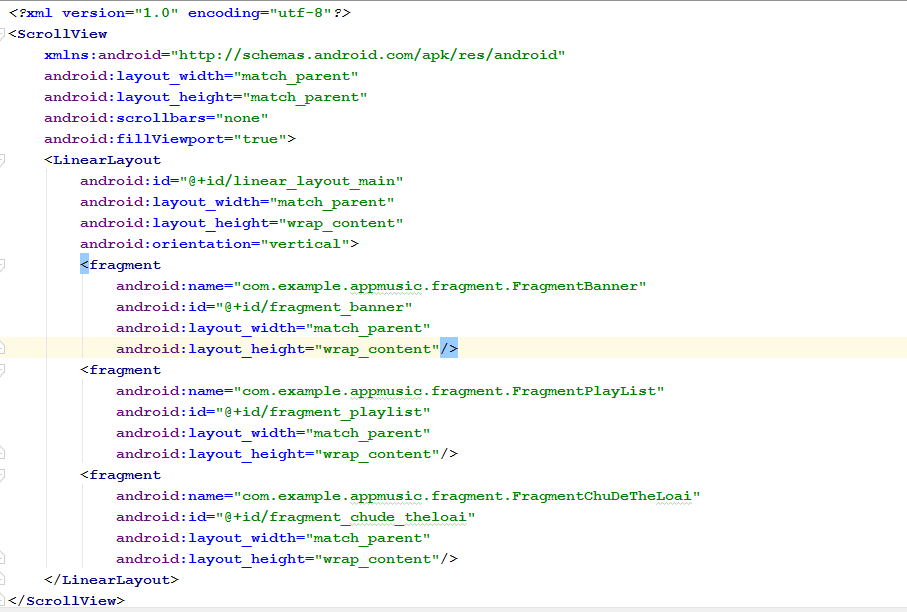 <?xml version="1.0" encoding="utf-8"?>
<ScrollView
    xmlns:android="http://schemas.android.com/apk/res/android"
    android:layout_width="match_parent"
    android:layout_height="match_parent"
    android:scrollbars="none"
    android:fillViewport="true">
    <LinearLayout
        android:id="@+id/linear_layout_main"
        android:layout_width="match_parent"
        android:layout_height="wrap_content"
        android:orientation="vertical">
        <fragment
            android:name="com.example.appmusic.fragment.FragmentBanner"
            android:id="@+id/fragment_banner"
            android:layout_width="match_parent"
            android:layout_height="wrap_content"/>
        <fragment
            android:name="com.example.appmusic.fragment.FragmentPlayList"
            android:id="@+id/fragment_playlist"
            android:layout_width="match_parent"
            android:layout_height="wrap_content"/>
        <fragment
            android:name="com.example.appmusic.fragment.FragmentChuDeTheLoai"
            android:id="@+id/fragment_chude_theloai"
            android:layout_width="match_parent"
            android:layout_height="wrap_content"/>
    </LinearLayout>
</ScrollView>